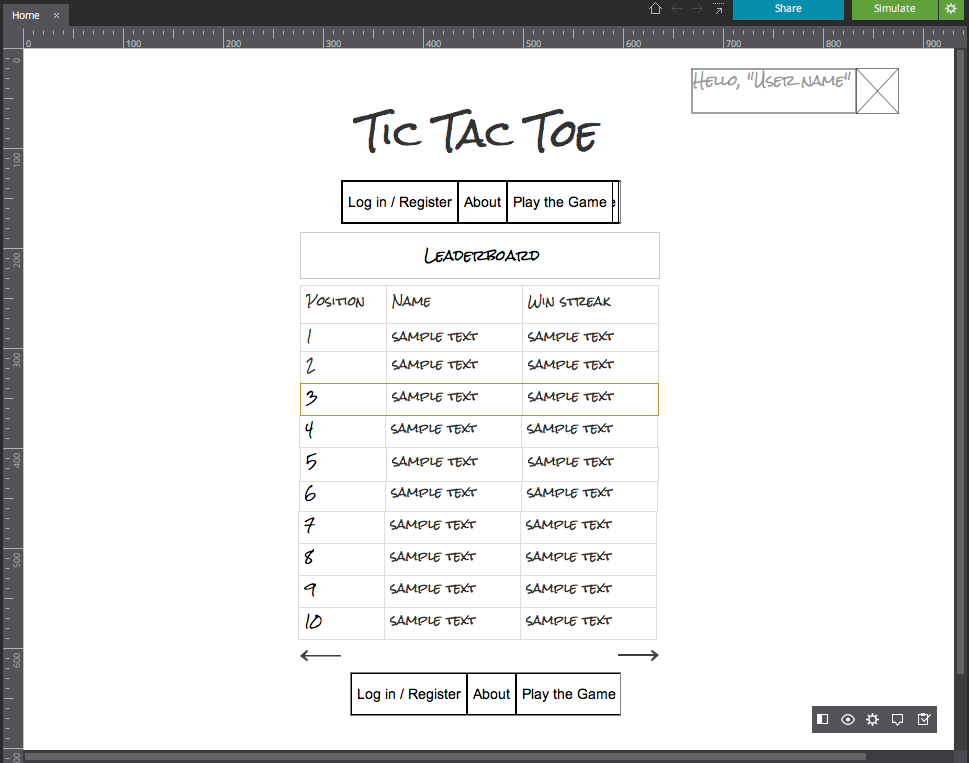 Home × Share Simulate
0 100 200 300 400 500 600 700 800 900
Hello, "User name"
Tic Tac Toe
Log in / Register About Play the Game e
Leaderboard
Position Name Win streak
1 sample text sample text
2 sample text sample text
3 sample text sample text
4 sample text sample text
5 sample text sample text
6 sample text sample text
7 sample text sample text
8 sample text sample text
9 sample text sample text
10 sample text sample text
Log in / Register About Play the Game
0
100
200
300
400
500
600